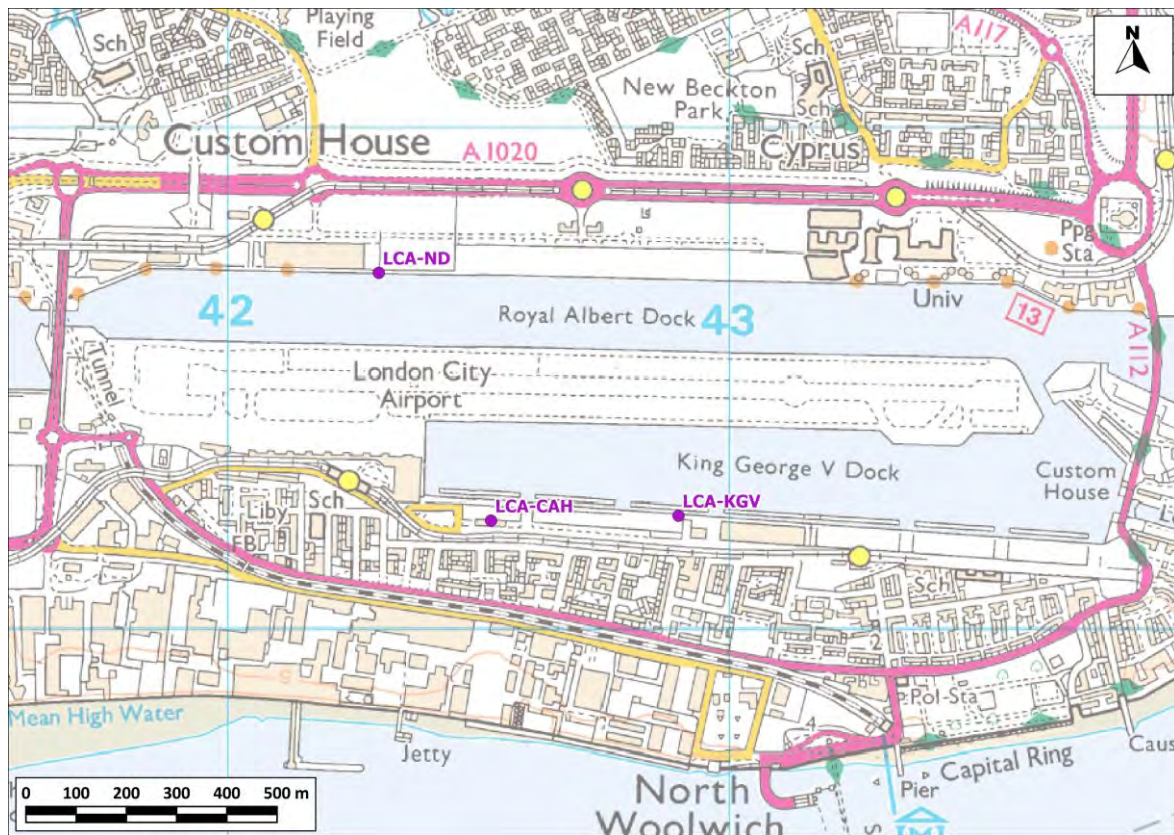 Playing
Field
Sch
A117
N
Sch
New Beckton
Park
Sch
Custom House
A1020
Cyprus
Ppg
Sta
LCA-ND
42
Royal Albert Dock
43
Univ
13
A112
Tunnel
London City
Airport
King George V Dock
Custom
House
Sch
LCA-CAH
LCA-KGV
Liby
FB
Sch
2
9
Pol Sta
Mean High Water
Jetty
4
Capital Ring
Caus
Pier
0 100 200 300 400 500 m
North
Woolwich
S
M